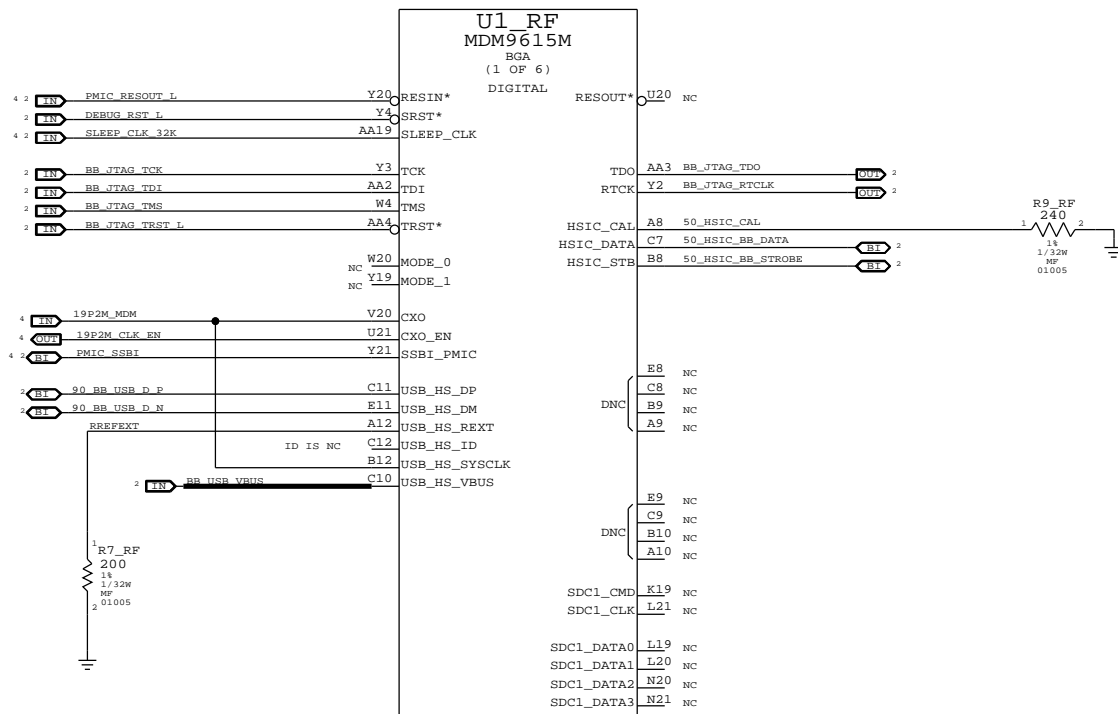 U1_RF
MDM9615M
BGA
(1 OF 6)
DIGITAL
4 2 IN PMIC_RESOUT_L Y20 RESIN*
2 IN DEBUG_RST_L Y4 SRST*
4 2 IN SLEEP_CLK_32K AA19 SLEEP_CLK
2 IN BB_JTAG_TCK Y3 TCK
2 IN BB_JTAG_TDI AA2 TDI
2 IN BB_JTAG_TMS W4 TMS
2 IN BB_JTAG_TRST_L AA4 TRST*
NC W20 MODE_0
NC Y19 MODE_1
4 IN 19P2M_MDM V20 CXO
4 OUT 19P2M_CLK_EN U21 CXO_EN
4 2 BI PMIC_SSBI Y21 SSBI_PMIC
2 BI 90_BB_USB_D_P C11 USB_HS_DP
2 BI 90_BB_USB_D_N E11 USB_HS_DM
RREFEXT A12 USB_HS_REXT
ID IS NC C12 USB_HS_ID
B12 USB_HS_SYSCLK
2 IN BB_USB_VBUS C10 USB_HS_VBUS
1
R7_RF
200
1%
1/32W
MF
01005
2
RESOUT* U20 NC
TDO AA3 BB_JTAG_TDO OUT 2
RTCK Y2 BB_JTAG_RTCLK OUT 2
HSIC_CAL A8 50_HSIC_CAL
HSIC_DATA C7 50_HSIC_BB_DATA BI 2
HSIC_STB B8 50_HSIC_BB_STROBE BI 2
R9_RF
240
1 2
1%
1/32W
MF
01005
E8 NC
C8 NC
DNC
B9 NC
A9 NC
E9 NC
C9 NC
DNC
B10 NC
A10 NC
SDC1_CMD K19 NC
SDC1_CLK L21 NC
SDC1_DATA0 L19 NC
SDC1_DATA1 L20 NC
SDC1_DATA2 N20 NC
SDC1_DATA3 N21 NC